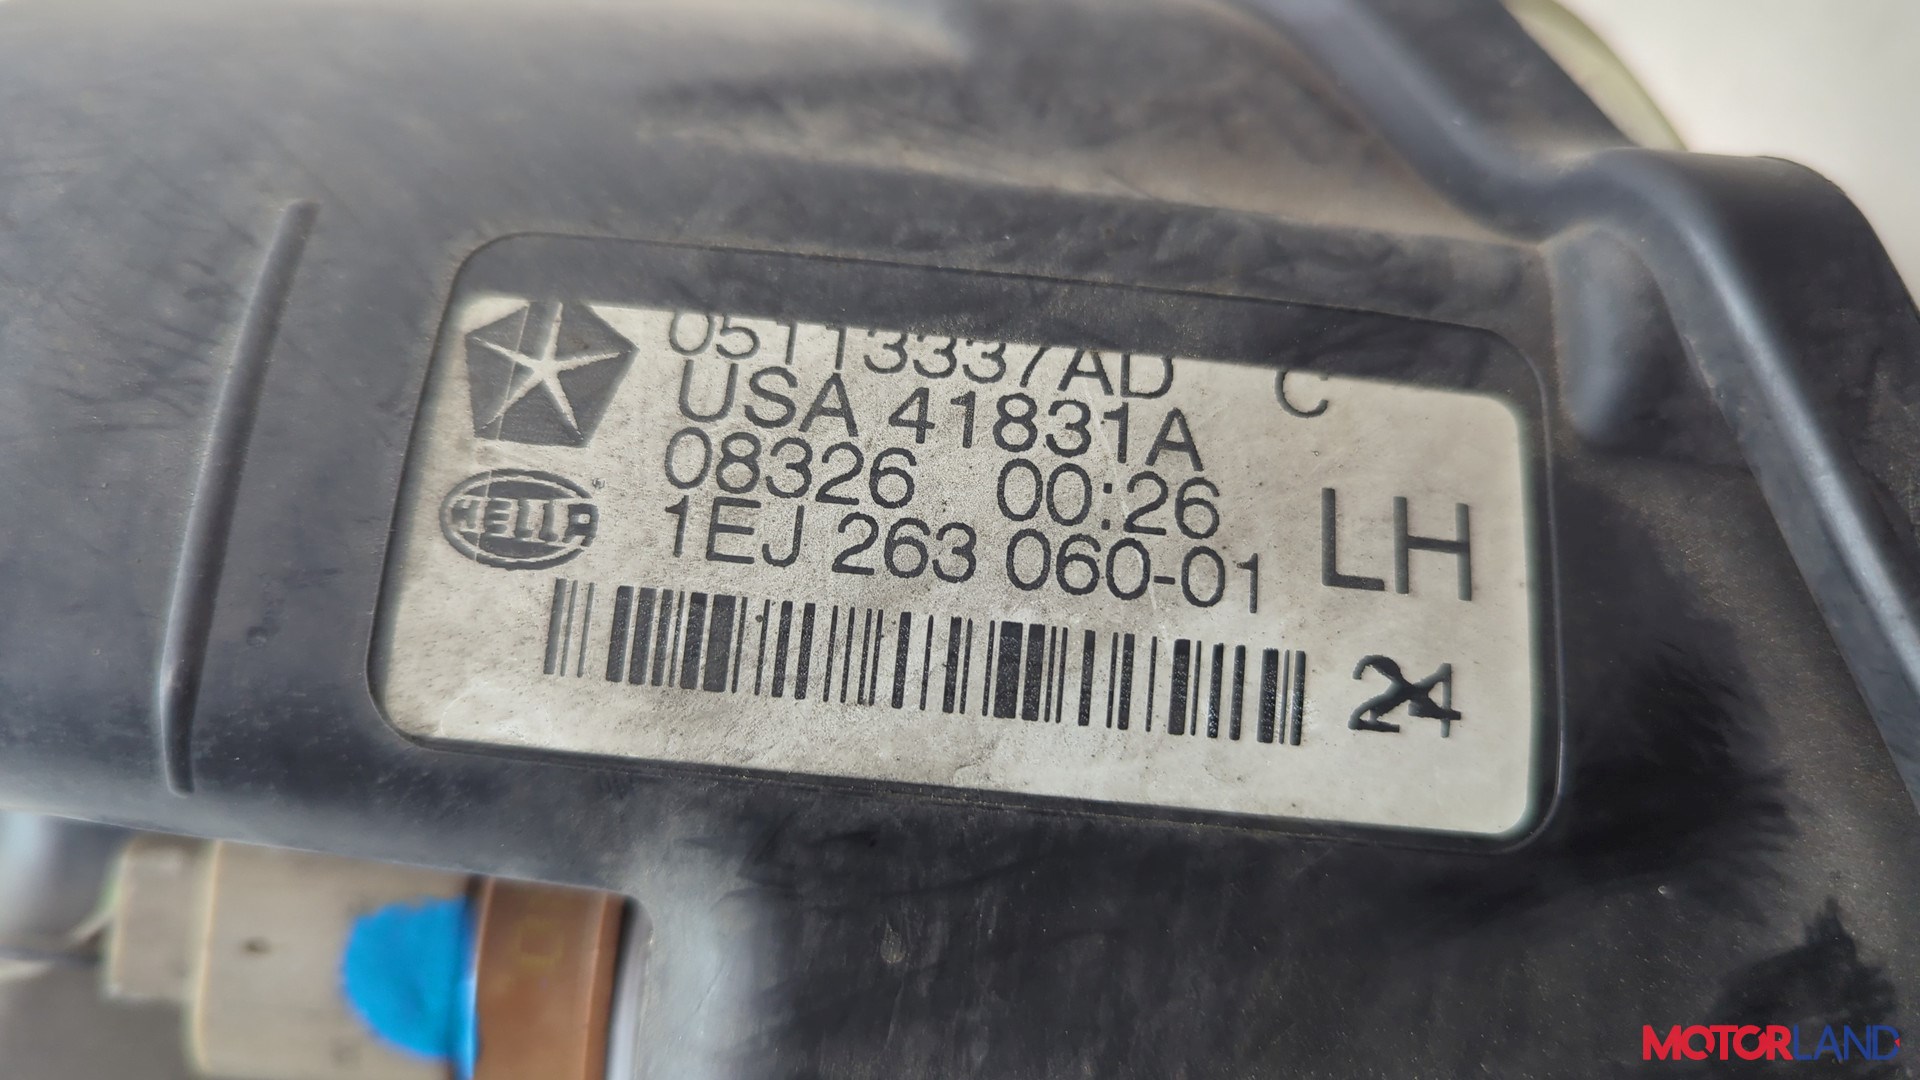 05113337AD C
USA 41831A
08326 00:26
1EJ 263 060-01 LH
HELLA
24
MOTORLAND